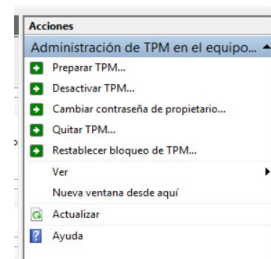 Acciones
Administración de TPM en el equipo...
Preparar TPM...
Desactivar TPM...
Cambiar contraseña de propietario...
Quitar TPM...
Restablecer bloqueo de TPM...
Ver
Nueva ventana desde aquí
Actualizar
Ayuda